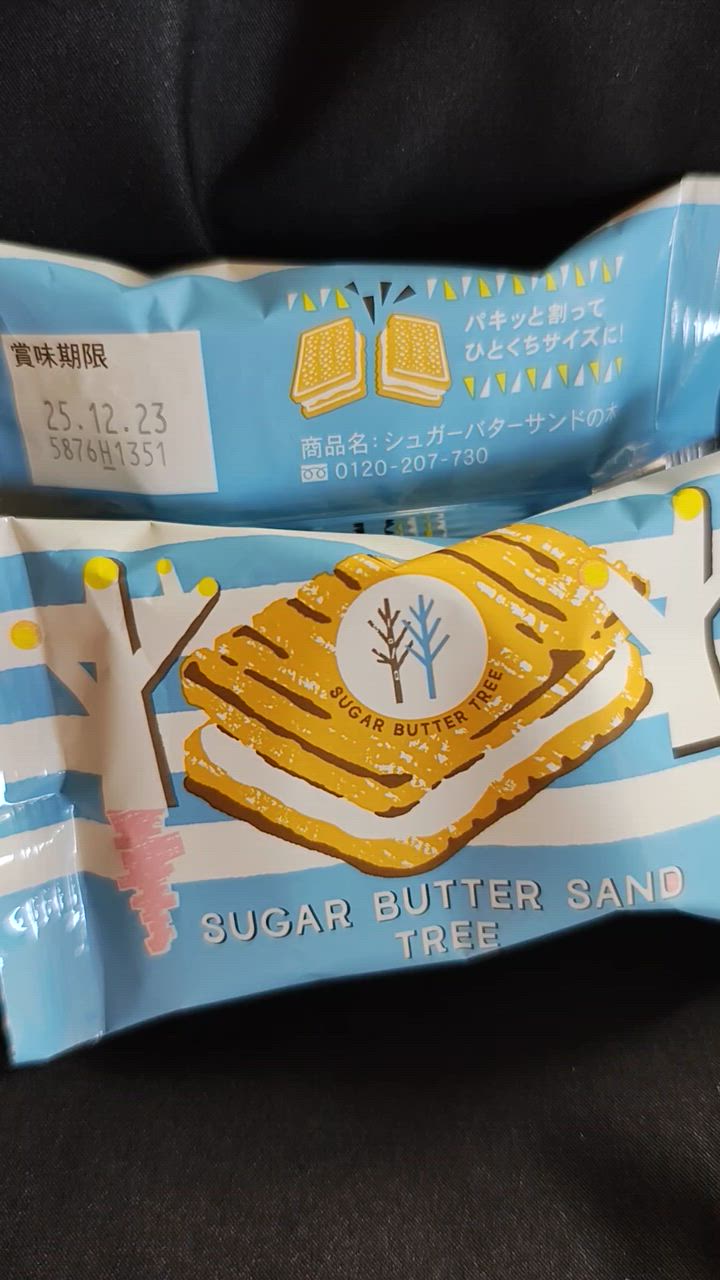 賞味期限
25.12.23
5876H1351
パキッと割って
ひとくちサイズに!
商品名:シュガーバターサンドの木
0120-207-730
SUGAR BUTTER TREE
SUGAR BUTTER SAND
TREE